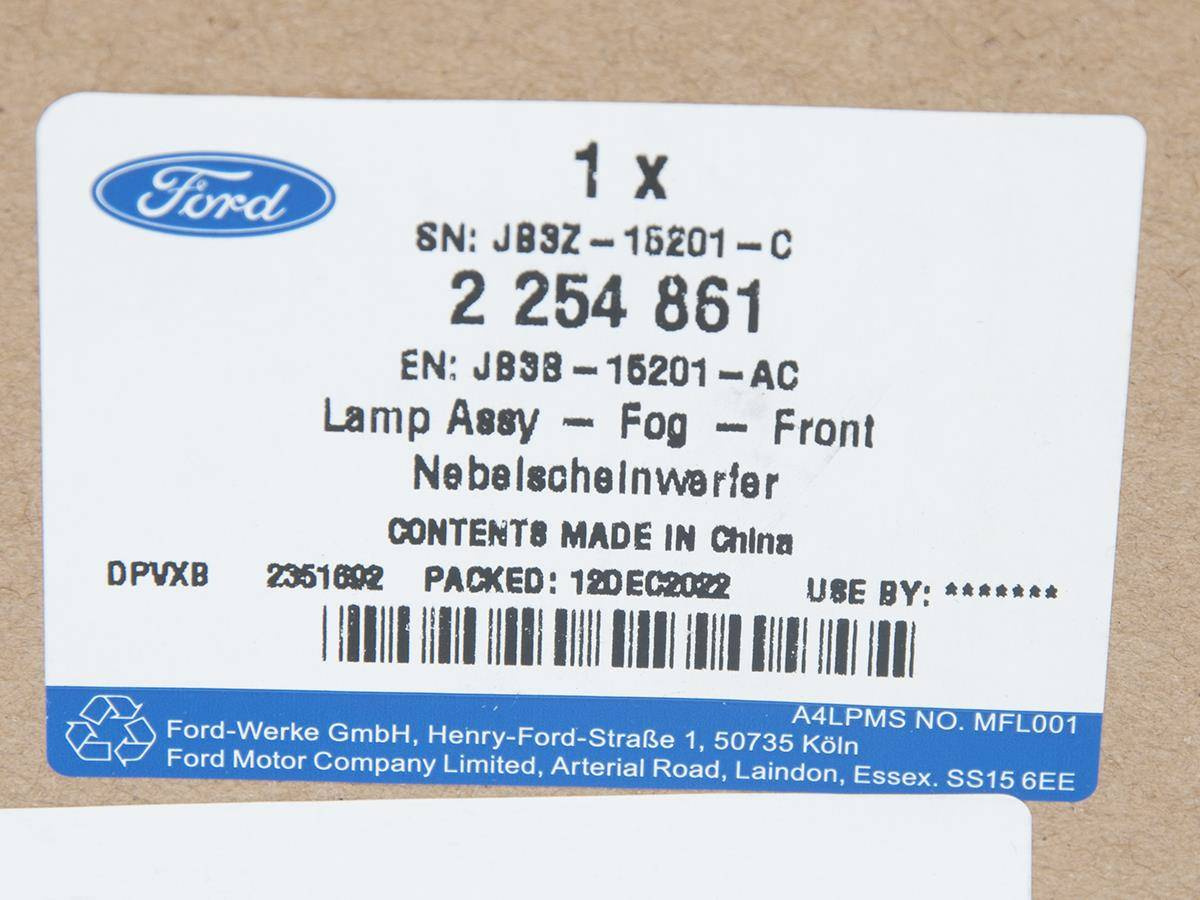 Ford
1 x
SN: JB3Z - 15201 - C
2 254 861
EN: JB3B - 15201 - AC
Lamp Assy - Fog - Front
Nebelscheinwerfer
CONTENTS MADE IN China
DPVXB 2351692 PACKED: 12DEC2022 USE BY: *******
A4LPMS NO. MFL001
Ford-Werke GmbH, Henry-Ford-Straße 1, 50735 Köln
Ford Motor Company Limited, Arterial Road, Laindon, Essex. SS15 6EE